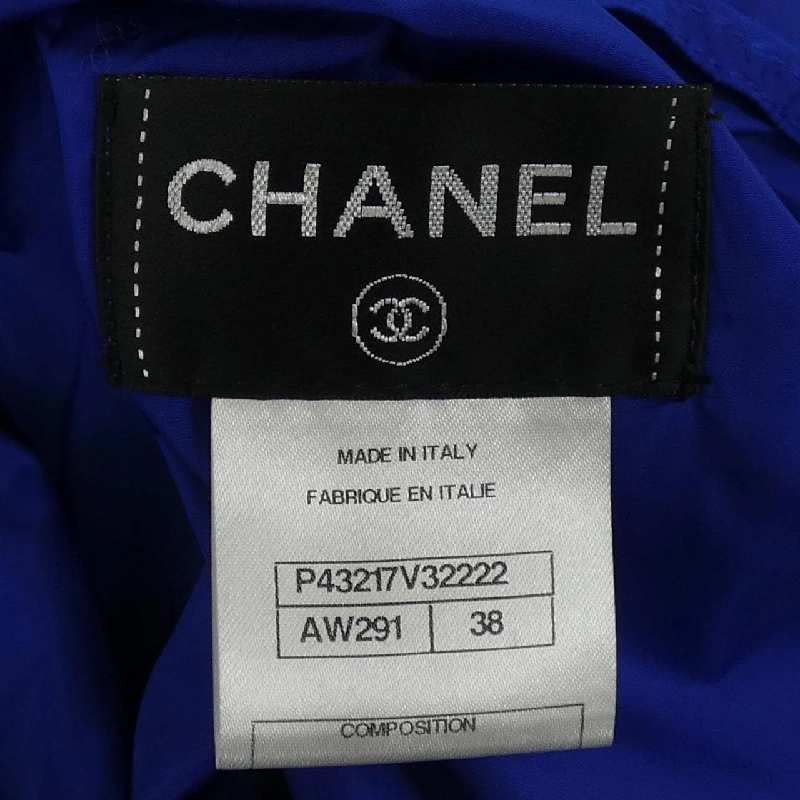 CHANEL
MADE IN ITALY
FABRIQUE EN ITALIE
P43217V32222
AW291 38
COMPOSITION